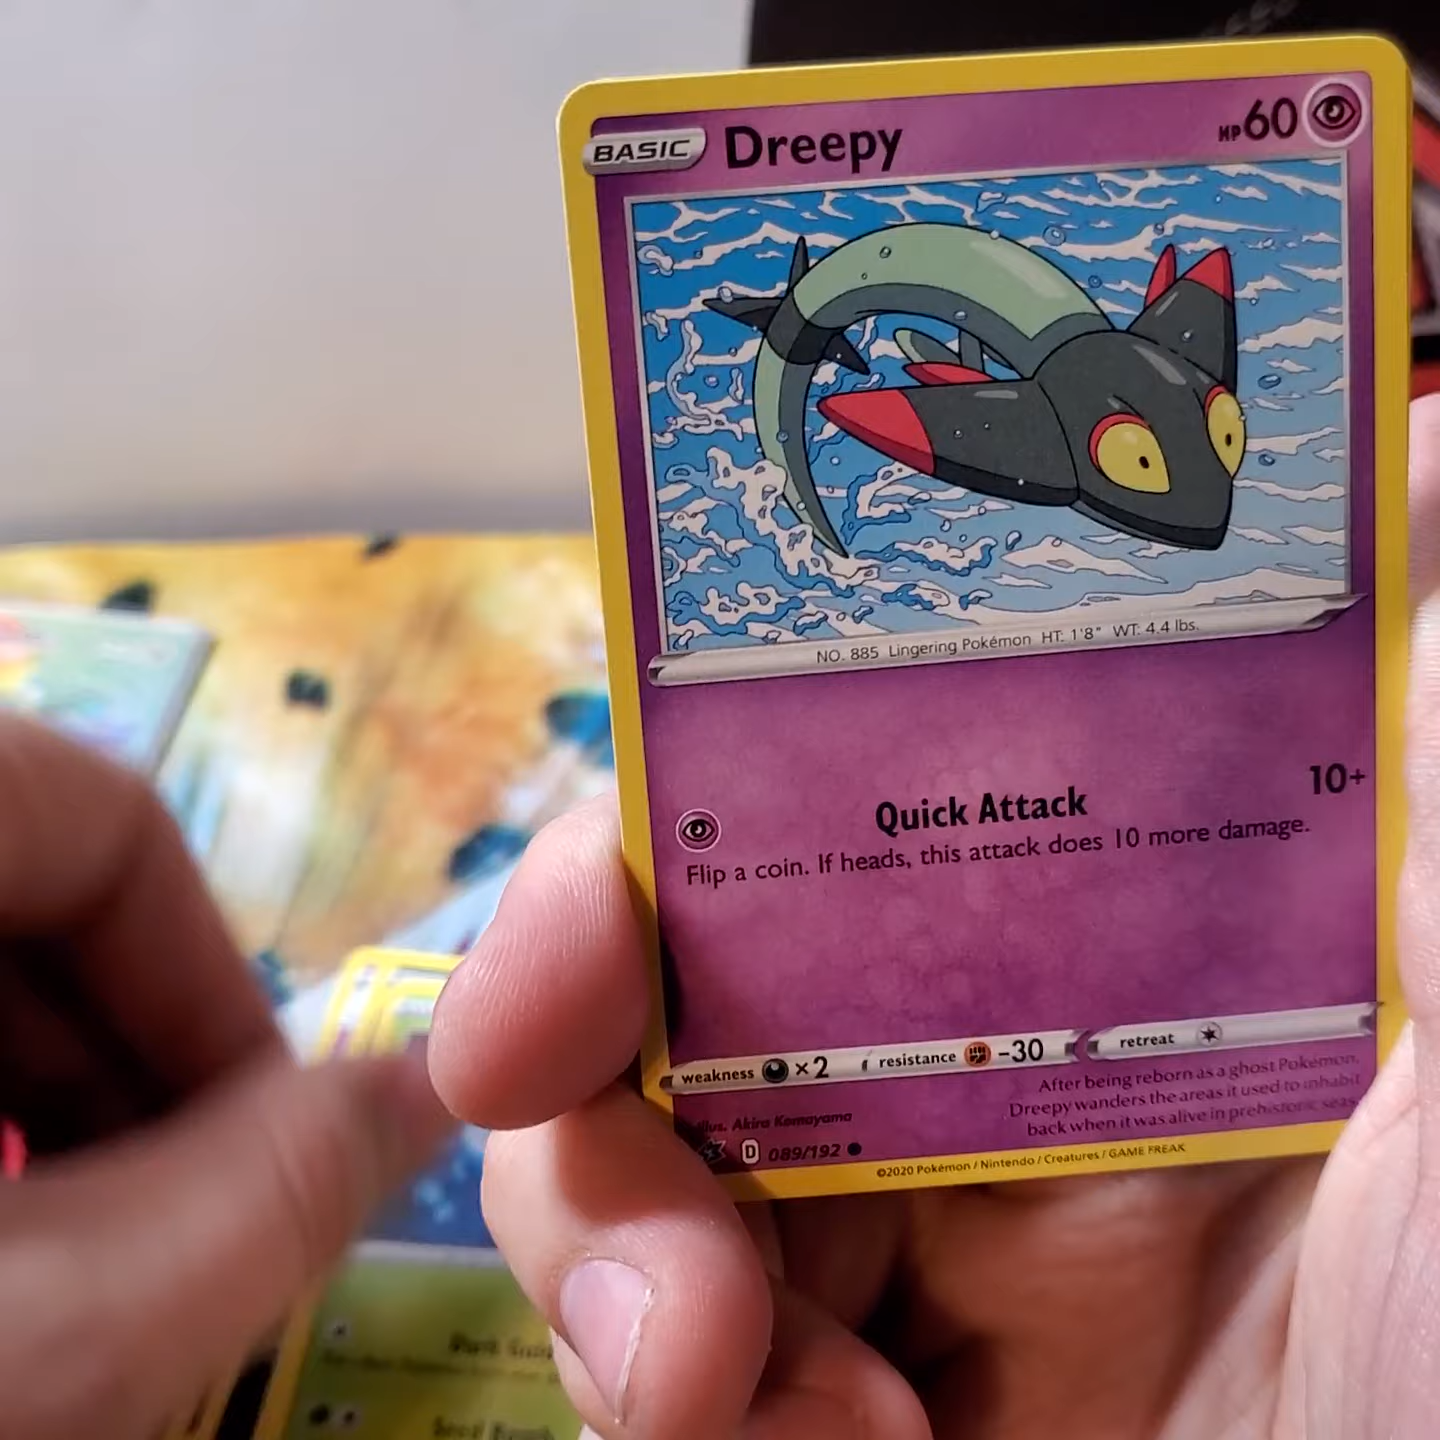 BASIC Dreepy HP60
NO. 885 Lingering Pokémon HT: 1'8" WT: 4.4 lbs.
Quick Attack 10+
Flip a coin. If heads, this attack does 10 more damage.
weakness ×2 resistance -30 retreat
After being reborn as a ghost Pokémon,
Dreepy wanders the areas it used to inhabit
back when it was alive in prehistoric seas.
Illus. Akira Komayama
D 089/192
©2020 Pokémon / Nintendo / Creatures / GAME FREAK